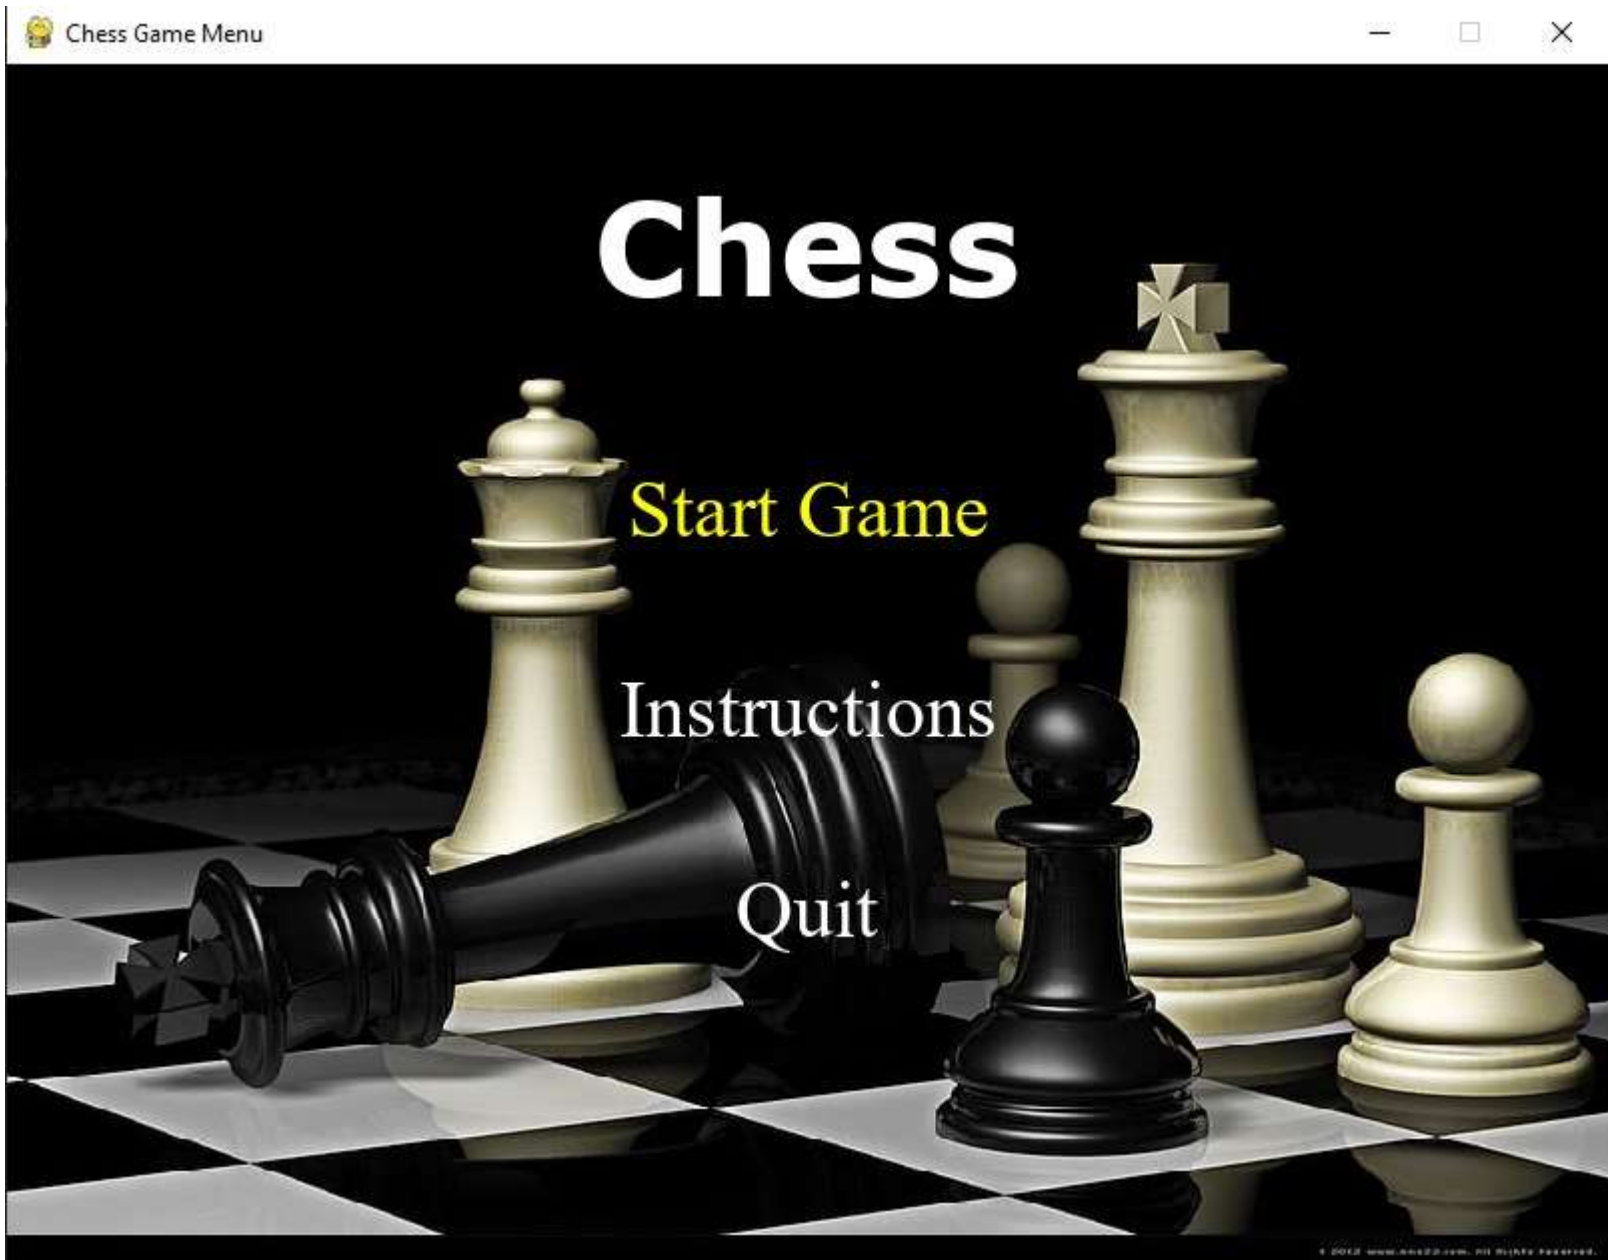 Chess Game Menu
Chess
Start Game
Instructions
Quit